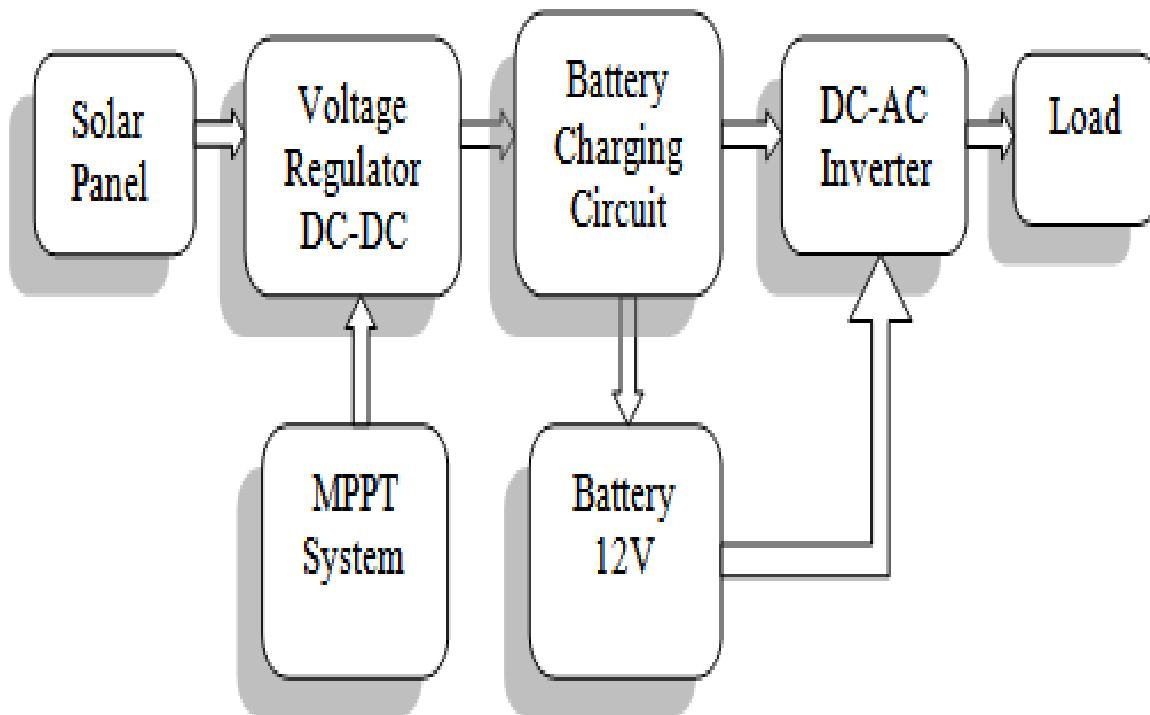 Solar
Panel
Voltage
Regulator
DC-DC
Battery
Charging
Circuit
DC-AC
Inverter
Load
MPPT
System
Battery
12V